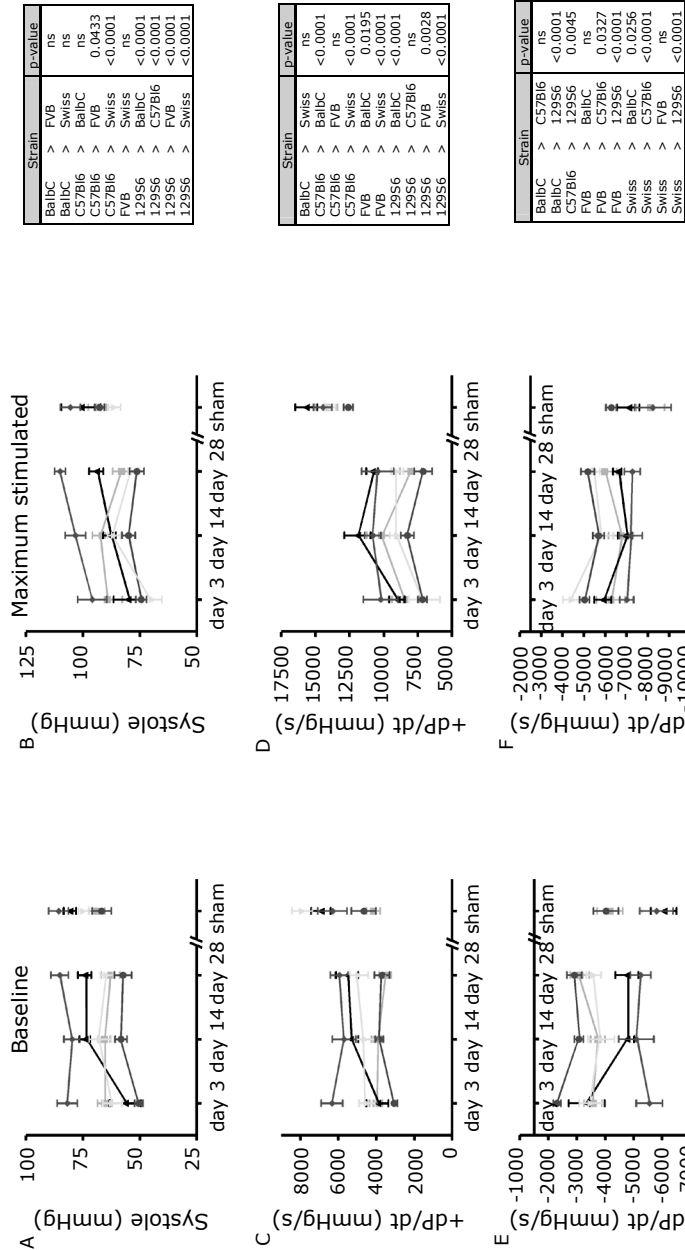 Baseline
A
Systole (mmHg)
100
75
50
25
day 3 day 14 day 28 sham
Maximum stimulated
B
Systole (mmHg)
125
100
75
50
day 3 day 14 day 28 sham
Strain p-value
BalbC > FVB ns
BalbC > Swiss ns
C57Bl6 > BalbC ns
C57Bl6 > FVB 0.0433
C57Bl6 > Swiss <0.0001
FVB > Swiss ns
129S6 > BalbC <0.0001
129S6 > C57Bl6 <0.0001
129S6 > FVB <0.0001
129S6 > Swiss <0.0001
C
+dP/dt (mmHg/s)
8000
6000
4000
2000
0
day 3 day 14 day 28 sham
D
+dP/dt (mmHg/s)
17500
15000
12500
10000
7500
5000
day 3 day 14 day 28 sham
Strain p-value
BalbC > Swiss ns
C57Bl6 > BalbC <0.0001
C57Bl6 > FVB ns
C57Bl6 > Swiss <0.0001
FVB > BalbC 0.0195
FVB > Swiss <0.0001
129S6 > BalbC <0.0001
129S6 > C57Bl6 ns
129S6 > FVB 0.0028
129S6 > Swiss <0.0001
E
dP/dt (mmHg/s)
-1000
-2000
-3000
-4000
-5000
-6000
-7000
day 3 day 14 day 28 sham
F
dP/dt (mmHg/s)
-2000
-3000
-4000
-5000
-6000
-7000
-8000
-9000
-10000
day 3 day 14 day 28 sham
Strain p-value
BalbC > C57Bl6 ns
BalbC > 129S6 <0.0001
C57Bl6 > 129S6 0.0045
FVB > BalbC ns
FVB > C57Bl6 0.0327
FVB > 129S6 <0.0001
Swiss > BalbC 0.0256
Swiss > C57Bl6 <0.0001
Swiss > FVB ns
Swiss > 129S6 <0.0001